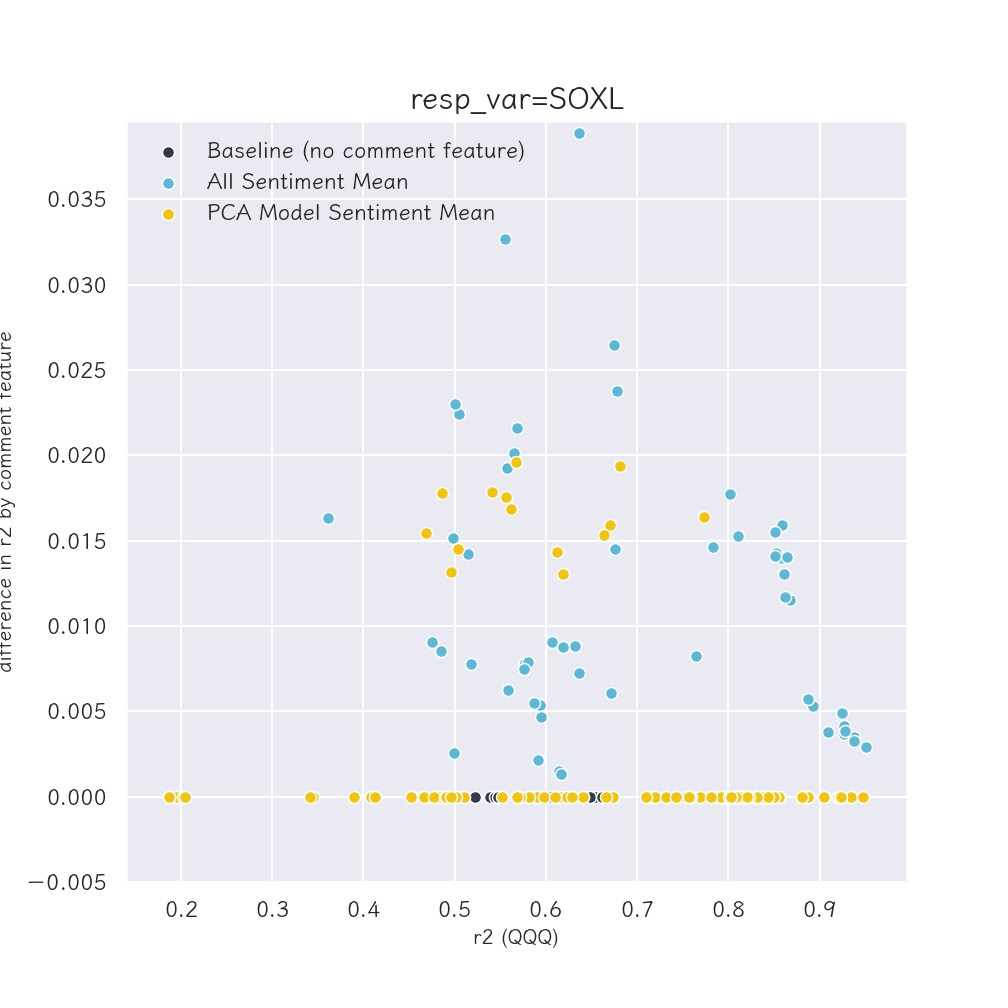 resp_var=SOXL
Baseline (no comment feature)
All Sentiment Mean
PCA Model Sentiment Mean
difference in r2 by comment feature
0.035
0.030
0.025
0.020
0.015
0.010
0.005
0.000
−0.005
0.2 0.3 0.4 0.5 0.6 0.7 0.8 0.9
r2 (QQQ)